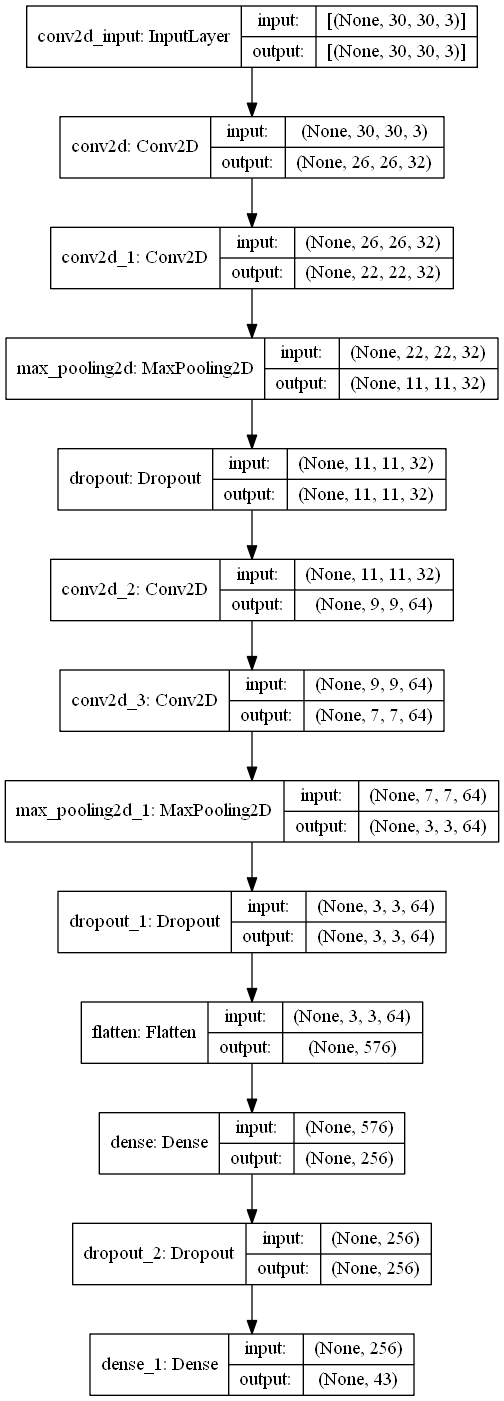 conv2d_input: InputLayer input: [(None, 30, 30, 3)]
output: [(None, 30, 30, 3)]
conv2d: Conv2D input: (None, 30, 30, 3)
output: (None, 26, 26, 32)
conv2d_1: Conv2D input: (None, 26, 26, 32)
output: (None, 22, 22, 32)
max_pooling2d: MaxPooling2D input: (None, 22, 22, 32)
output: (None, 11, 11, 32)
dropout: Dropout input: (None, 11, 11, 32)
output: (None, 11, 11, 32)
conv2d_2: Conv2D input: (None, 11, 11, 32)
output: (None, 9, 9, 64)
conv2d_3: Conv2D input: (None, 9, 9, 64)
output: (None, 7, 7, 64)
max_pooling2d_1: MaxPooling2D input: (None, 7, 7, 64)
output: (None, 3, 3, 64)
dropout_1: Dropout input: (None, 3, 3, 64)
output: (None, 3, 3, 64)
flatten: Flatten input: (None, 3, 3, 64)
output: (None, 576)
dense: Dense input: (None, 576)
output: (None, 256)
dropout_2: Dropout input: (None, 256)
output: (None, 256)
dense_1: Dense input: (None, 256)
output: (None, 43)